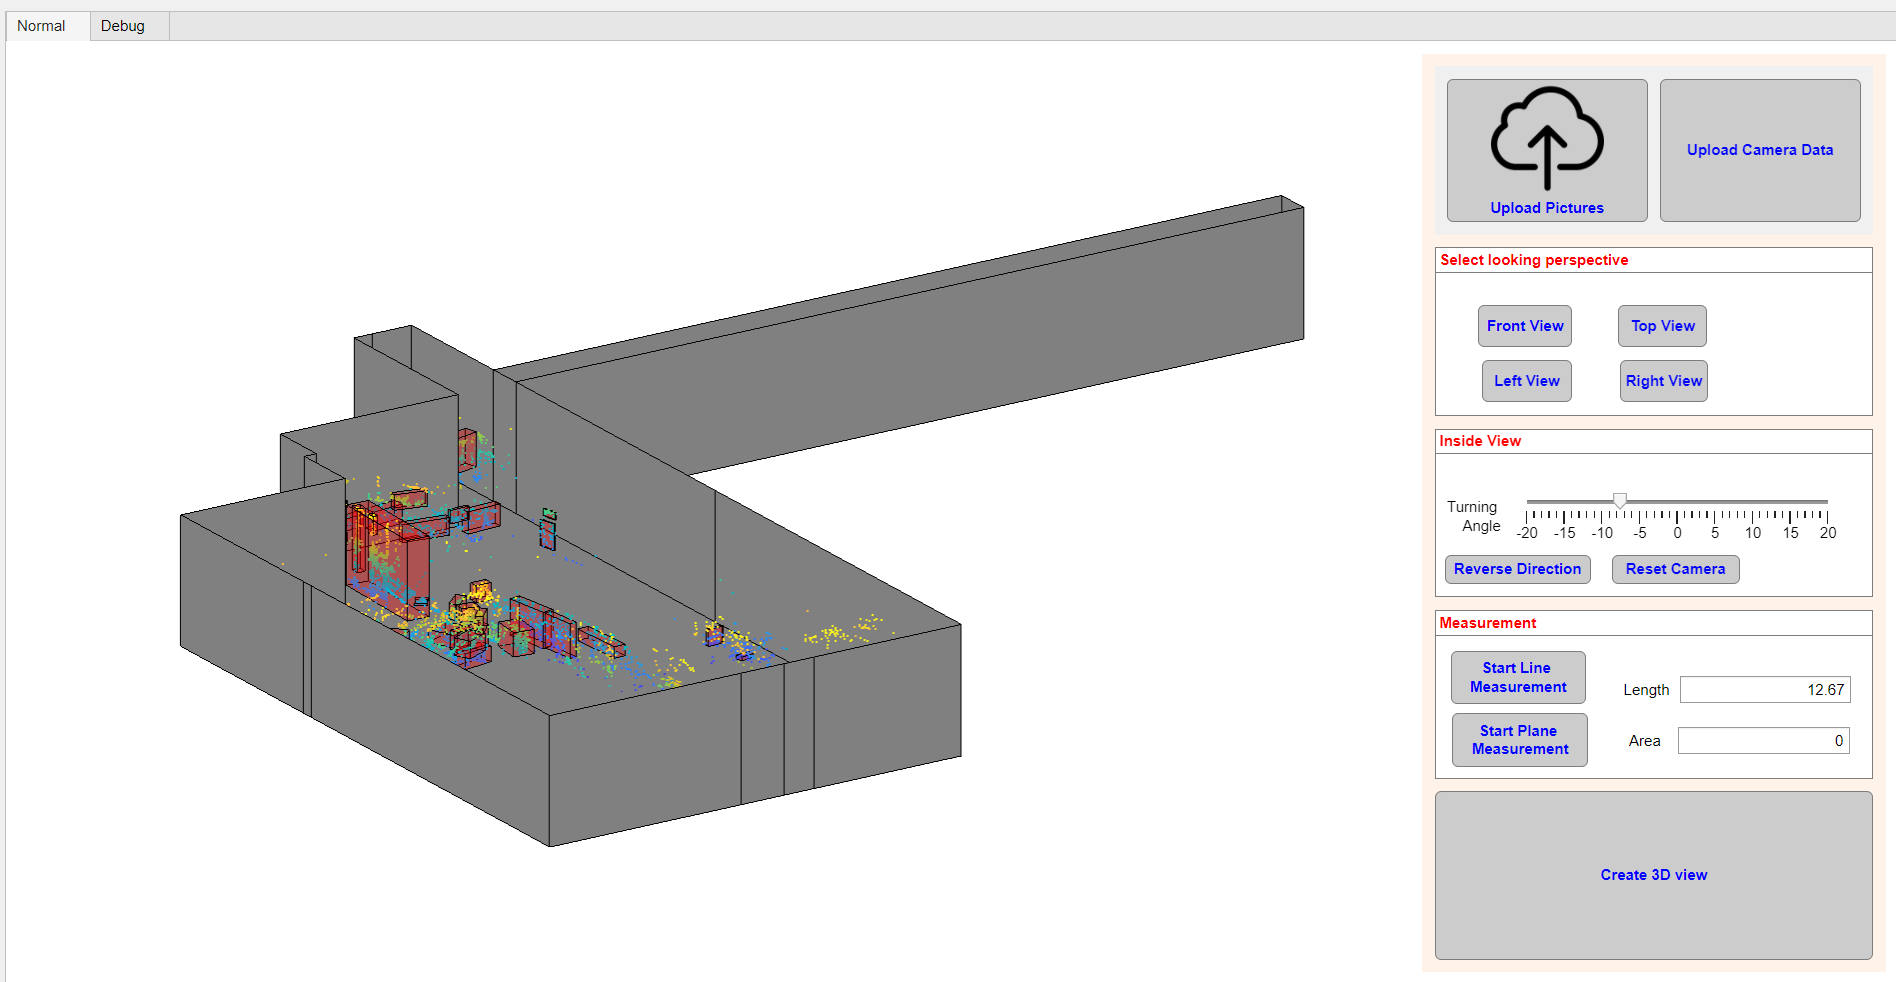 Normal Debug
Upload Pictures
Upload Camera Data
Select looking perspective
Front View
Top View
Left View
Right View
Inside View
Turning
Angle
-20 -15 -10 -5 0 5 10 15 20
Reverse Direction
Reset Camera
Measurement
Start Line
Measurement
Length 12.67
Start Plane
Measurement
Area 0
Create 3D view